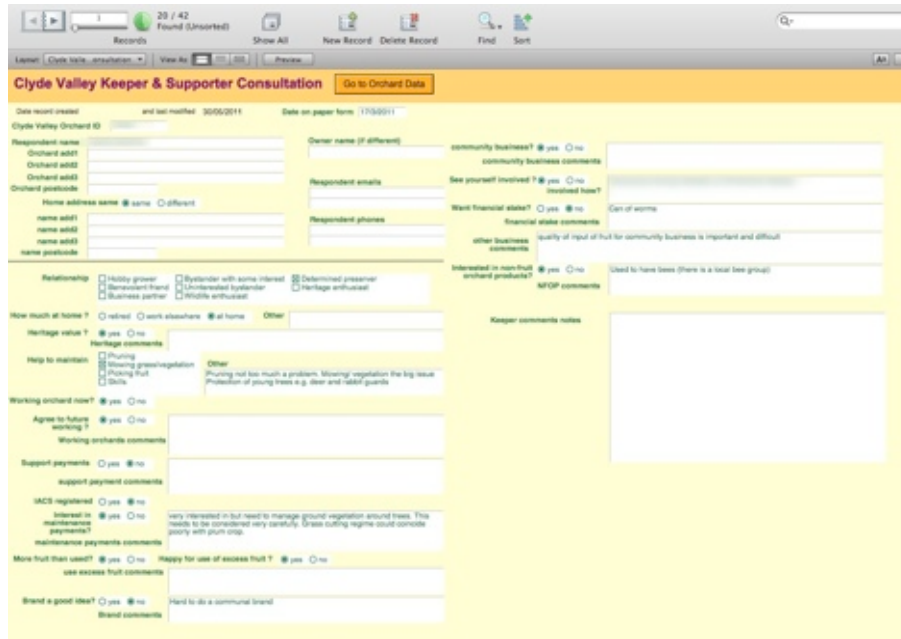 1
20 / 42
Found (Unsorted)
Records
Show All
New Record
Delete Record
Find
Sort
Layout: Clyde Valle...onsultation
View As:
Preview
Clyde Valley Keeper & Supporter Consultation
Go to Orchard Data
Date record created
and last modified 30/05/2011
Date on paper form
Clyde Valley Orchard ID
Respondent name
Orchard add1
Orchard add2
Orchard add3
Orchard postcode
Home address same same different
name add1
name add2
name add3
name postcode
Owner name (if different)
Respondent emails
Respondent phones
Relationship
Hobby grower
Bystander with some interest
Determined preserver
Benevolent friend
Uninterested bystander
Heritage enthusiast
Business partner
Wildlife enthusiast
How much at home ? retired work elsewhere at home Other
Heritage value ? yes no
Heritage comments
Help to maintain
Pruning
Mowing grass/vegetation
Picking fruit
Skills
Other
Pruning not too much a problem. Mowing/ vegetation the big issue
Protection of young trees e.g. deer and rabbit guards
Working orchard now? yes no
Agree to future working ? yes no
Working orchards comments
Support payments yes no
support payment comments
IACS registered yes no
Interest in maintenance payments? yes no
very interested in but need to manage ground vegetation around trees. This
needs to be considered very carefully. Grass cutting regime could coincide
poorly with plum crop.
maintenance payments comments
More fruit than used? yes no Happy for use of excess fruit ? yes no
use excess fruit comments
Brand a good idea? yes no
Hard to do a communal brand
Brand comments
community business? yes no
community business comments
See yourself involved ? yes no
involved how?
Want financial stake? yes no
Can of worms
financial stake comments
other business comments
quality of input of fruit for community business is important and difficult
Interested in non-fruit orchard products? yes no
Used to have bees (there is a local bee group)
NFOP comments
Keeper comments notes